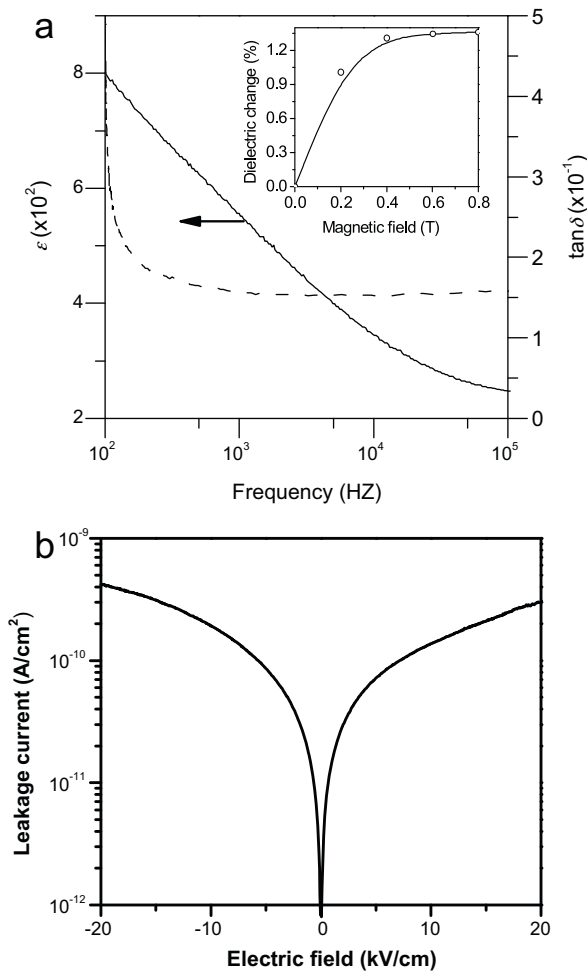 a
ε (x10²)
8
6
4
2
10² 10³ 10⁴ 10⁵
Frequency (HZ)
5
4
3
2
1
0
tanδ (x10⁻¹)
Dielectric change (%)
1.2
0.9
0.6
0.3
0.0
0.0 0.2 0.4 0.6 0.8
Magnetic field (T)
b
Leakage current (A/cm²)
10⁻⁹
10⁻¹⁰
10⁻¹¹
10⁻¹²
-20 -10 0 10 20
Electric field (kV/cm)